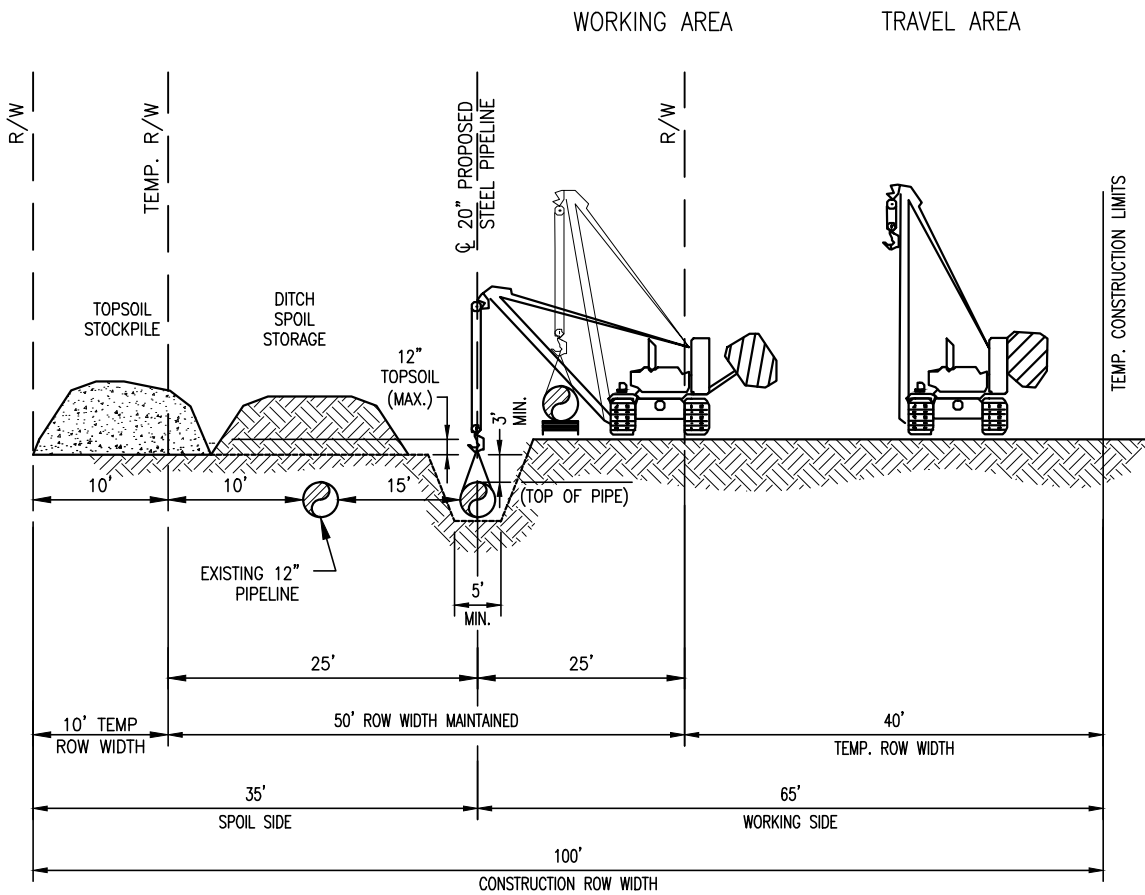 WORKING AREA
TRAVEL AREA
R/W
TEMP. R/W
℄ 20" PROPOSED
STEEL PIPELINE
R/W
TEMP. CONSTRUCTION LIMITS
TOPSOIL
STOCKPILE
DITCH
SPOIL
STORAGE
12"
TOPSOIL
(MAX.)
3'
MIN.
10'
10'
15'
(TOP OF PIPE)
EXISTING 12"
PIPELINE
5'
MIN.
25'
25'
10' TEMP
ROW WIDTH
50' ROW WIDTH MAINTAINED
40'
TEMP. ROW WIDTH
35'
SPOIL SIDE
65'
WORKING SIDE
100'
CONSTRUCTION ROW WIDTH